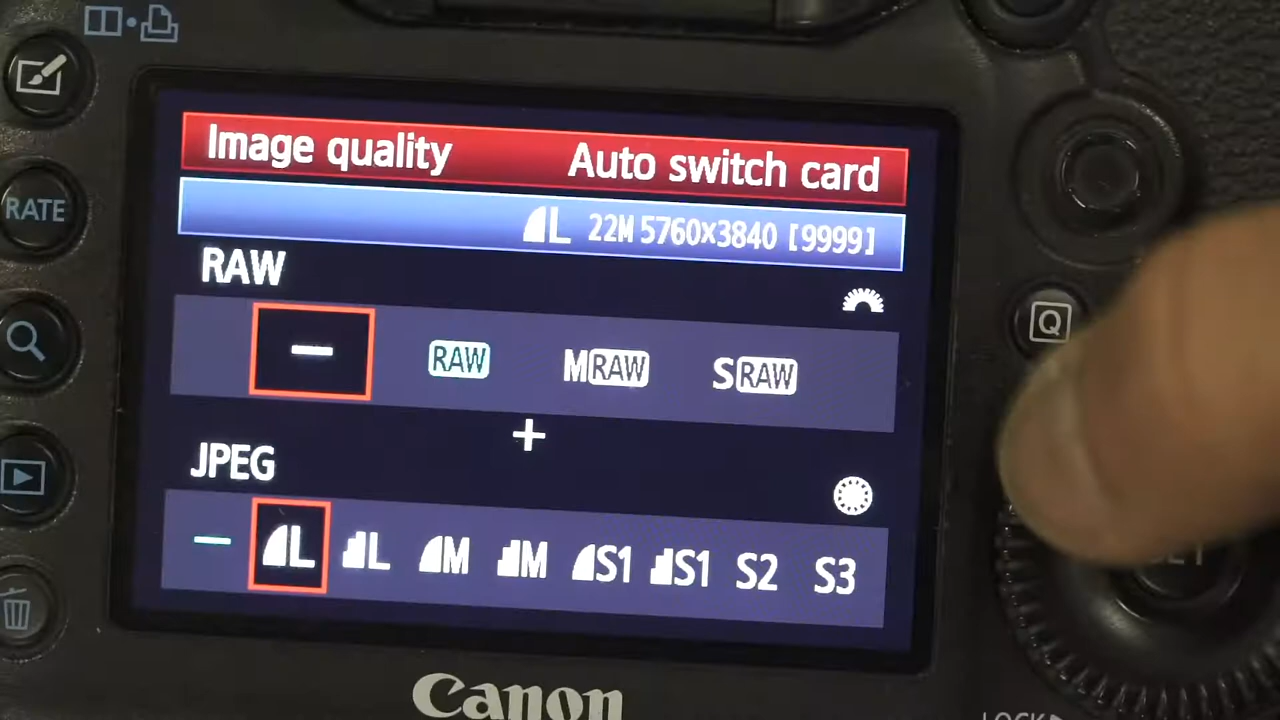 Image quality Auto switch card
L 22M 5760x3840 [9999]
RAW
RATE
RAW MRAW SRAW
Q
+
JPEG
L L M M S1 S1 S2 S3
Canon
LOCK